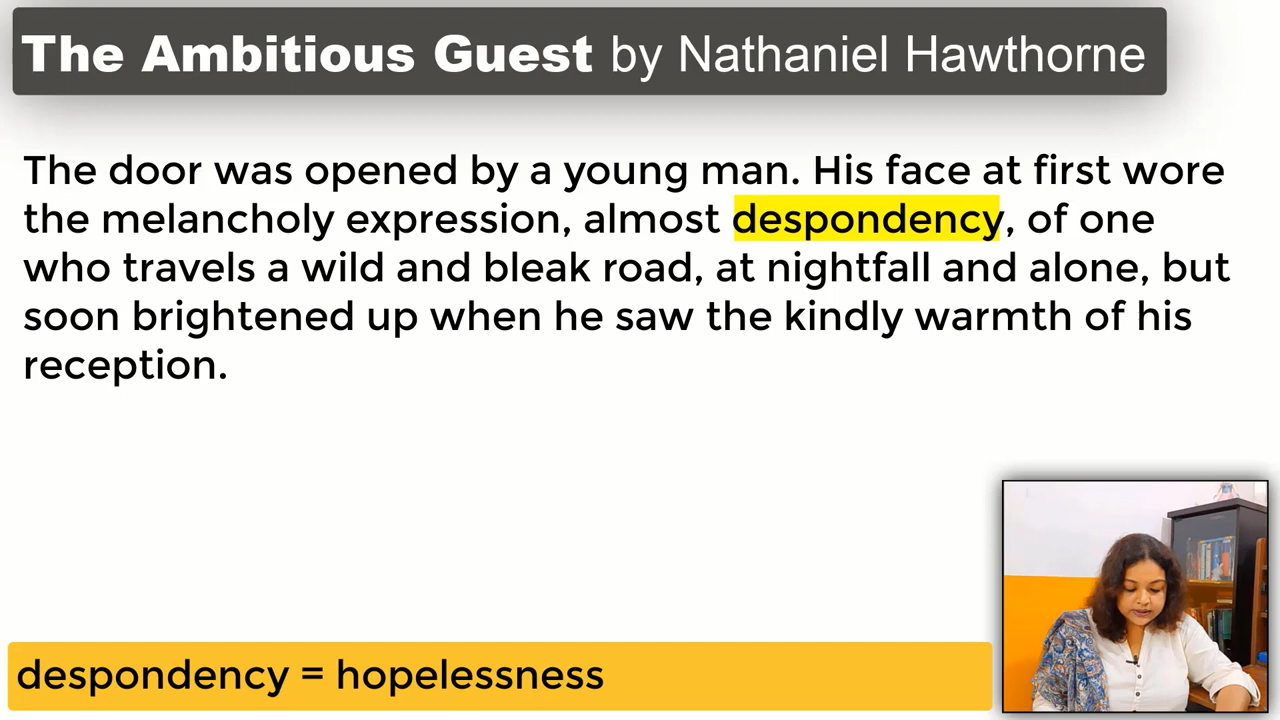 The Ambitious Guest by Nathaniel Hawthorne
The door was opened by a young man. His face at first wore
the melancholy expression, almost despondency, of one
who travels a wild and bleak road, at nightfall and alone, but
soon brightened up when he saw the kindly warmth of his
reception.
despondency = hopelessness